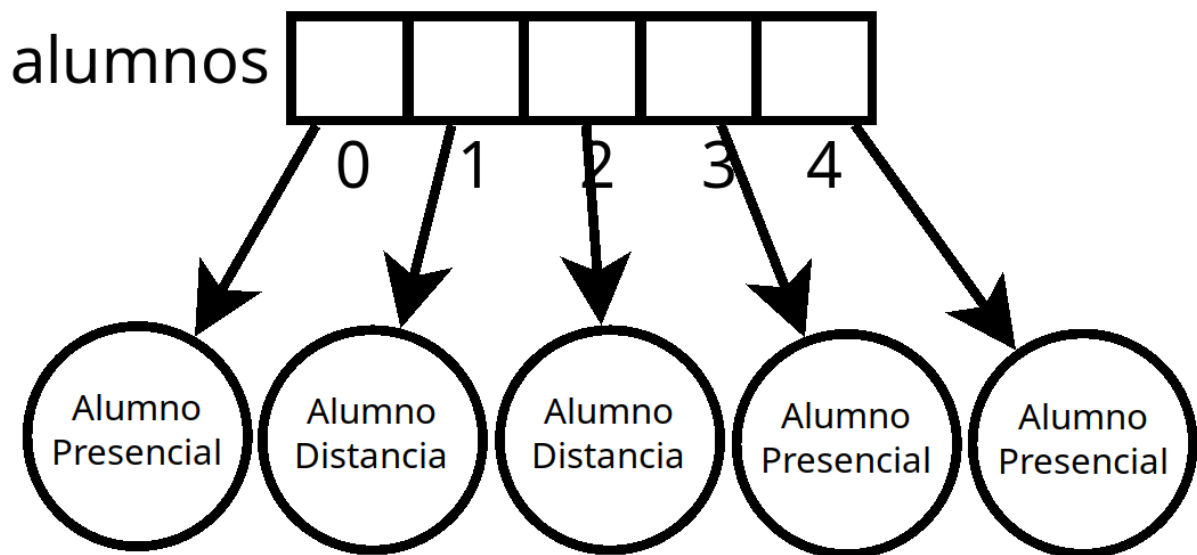 alumnos
0 1 2 3 4
Alumno
Presencial
Alumno
Distancia
Alumno
Distancia
Alumno
Presencial
Alumno
Presencial